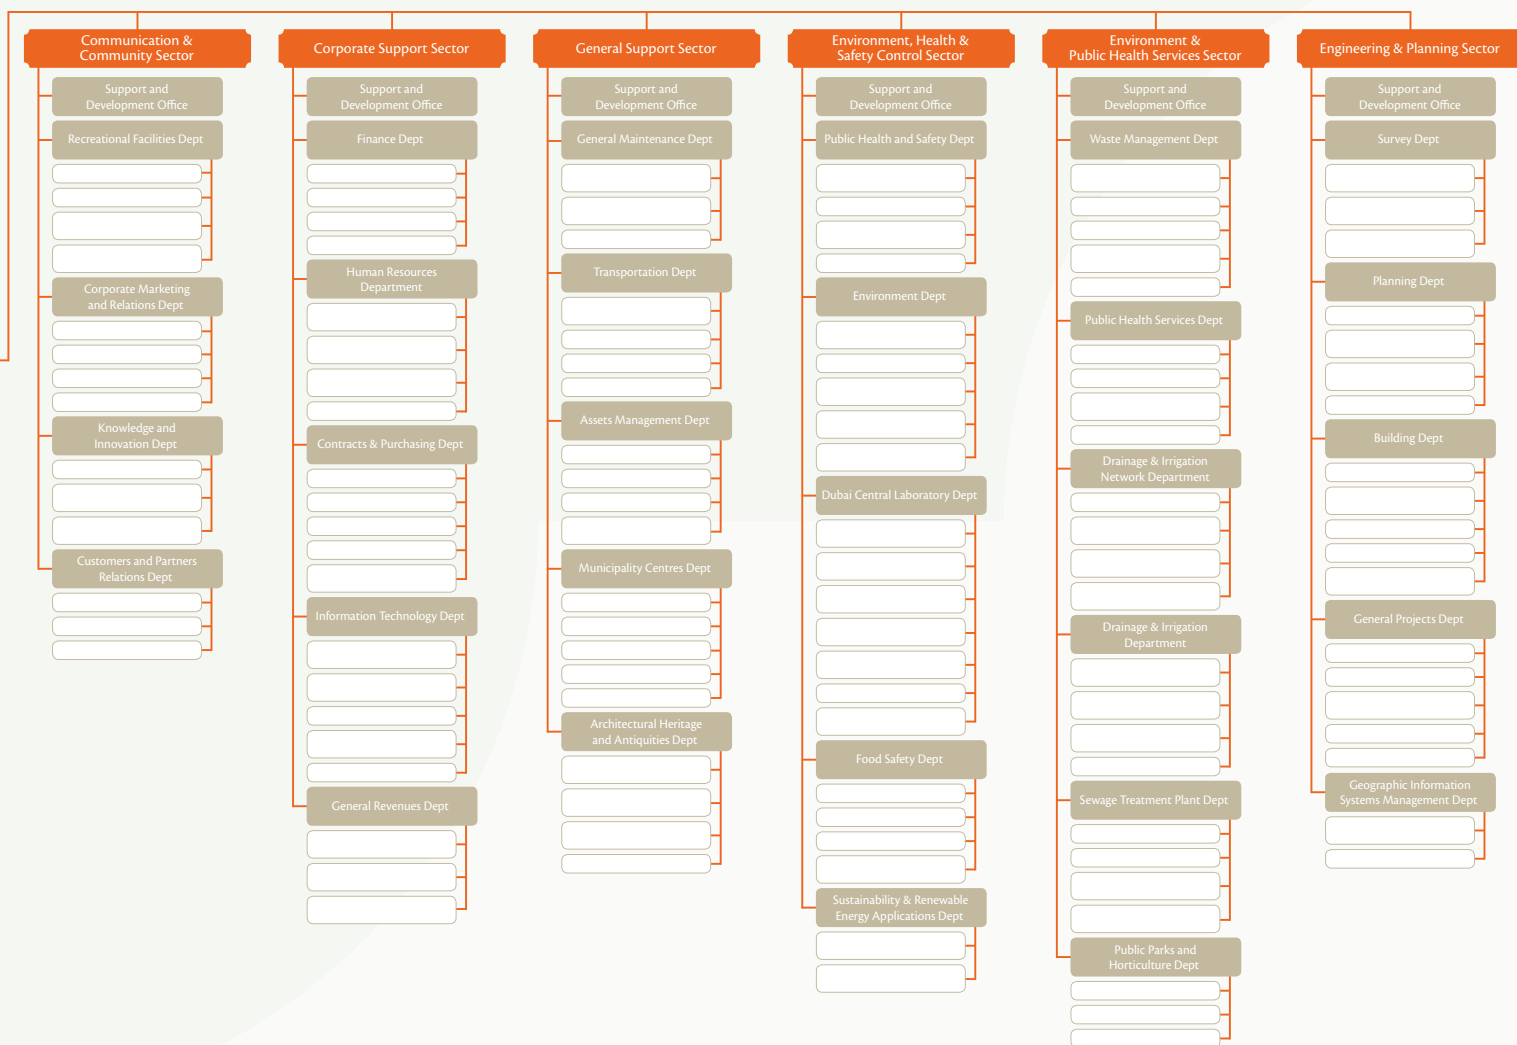 Communication &
Community Sector
Support and
Development Office
Recreational Facilities Dept
Corporate Marketing
and Relations Dept
Knowledge and
Innovation Dept
Customers and Partners
Relations Dept
Corporate Support Sector
Support and
Development Office
Finance Dept
Human Resources
Department
Contracts & Purchasing Dept
Information Technology Dept
General Revenues Dept
General Support Sector
Support and
Development Office
General Maintenance Dept
Transportation Dept
Assets Management Dept
Municipality Centres Dept
Architectural Heritage
and Antiquities Dept
Environment, Health &
Safety Control Sector
Support and
Development Office
Public Health and Safety Dept
Environment Dept
Dubai Central Laboratory Dept
Food Safety Dept
Sustainability & Renewable
Energy Applications Dept
Environment &
Public Health Services Sector
Support and
Development Office
Waste Management Dept
Public Health Services Dept
Drainage & Irrigation
Network Department
Drainage & Irrigation
Department
Sewage Treatment Plant Dept
Public Parks and
Horticulture Dept
Engineering & Planning Sector
Support and
Development Office
Survey Dept
Planning Dept
Building Dept
General Projects Dept
Geographic Information
Systems Management Dept